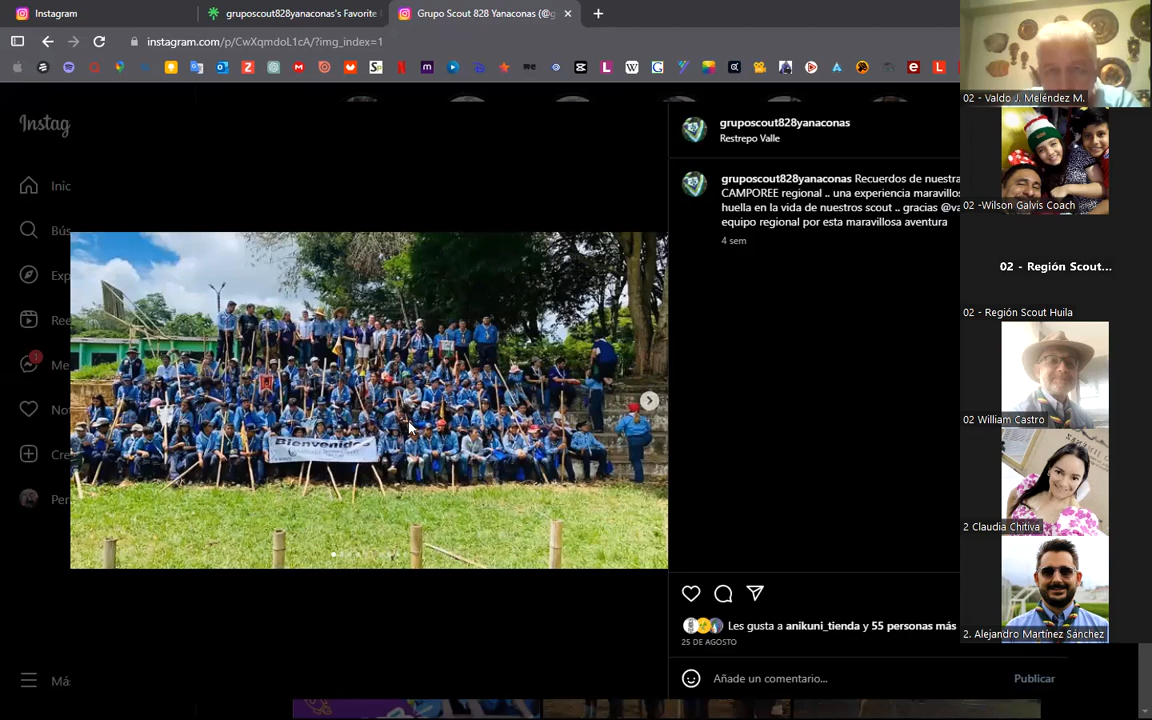 Instagram
gruposcout828yanaconas's Favorite
Grupo Scout 828 Yanaconas (@g
instagram.com/p/CwXqmdoL1cA/?img_index=1
Instag
Inic
Bús
Exp
Ree
1
Me
Not
Cre
Per
Más
gruposcout828yanaconas
Restrepo Valle
gruposcout828yanaconas Recuerdos de nuestra
CAMPOREE regional .. una experiencia maravillos
huella en la vida de nuestros scout .. gracias @va
equipo regional por esta maravillosa aventura
4 sem
Bienvenidos
Les gusta a anikuni_tienda y 55 personas más
25 DE AGOSTO
Añade un comentario...
Publicar
02 - Valdo J. Meléndez M.
02 -Wilson Galvis Coach
02 - Región Scout...
02 - Región Scout Huila
02 William Castro
2 Claudia Chitiva
2. Alejandro Martínez Sánchez